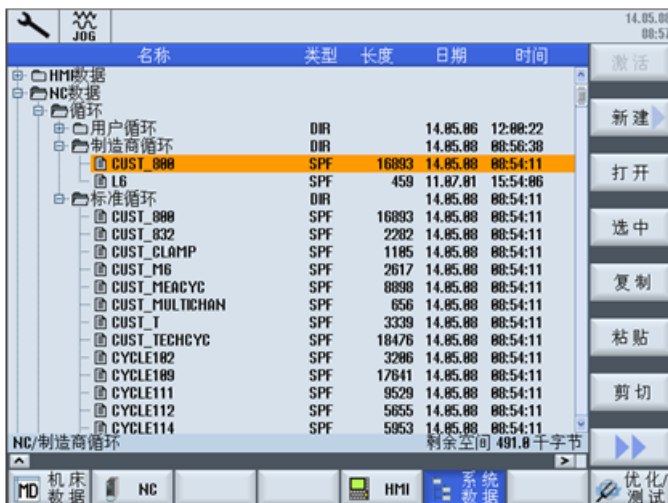 JOG
14.05.08
08:57
名称 类型 长度 日期 时间
HMI数据
NC数据
循环
用户循环 DIR 14.05.06 12:00:22
制造商循环 DIR 14.05.08 08:56:38
CUST_800 SPF 16893 14.05.08 08:54:11
L6 SPF 459 11.07.01 15:54:06
标准循环 DIR 14.05.08 08:54:11
CUST_800 SPF 16893 14.05.08 08:54:11
CUST_832 SPF 2282 14.05.08 08:54:11
CUST_CLAMP SPF 1105 14.05.08 08:54:11
CUST_M6 SPF 2617 14.05.08 08:54:11
CUST_MEACYC SPF 8898 14.05.08 08:54:11
CUST_MULTICHAN SPF 656 14.05.08 08:54:11
CUST_T SPF 3339 14.05.08 08:54:11
CUST_TECHCYC SPF 18476 14.05.08 08:54:11
CYCLE102 SPF 3206 14.05.08 08:54:11
CYCLE109 SPF 17641 14.05.08 08:54:11
CYCLE111 SPF 9529 14.05.08 08:54:11
CYCLE112 SPF 5655 14.05.08 08:54:11
CYCLE114 SPF 5953 14.05.08 08:54:11
NC/制造商循环 剩余空间 491.0 千字节
激活
新建
打开
选中
复制
粘贴
剪切
MD 机床数据
NC
HMI
系统数据
优化测试